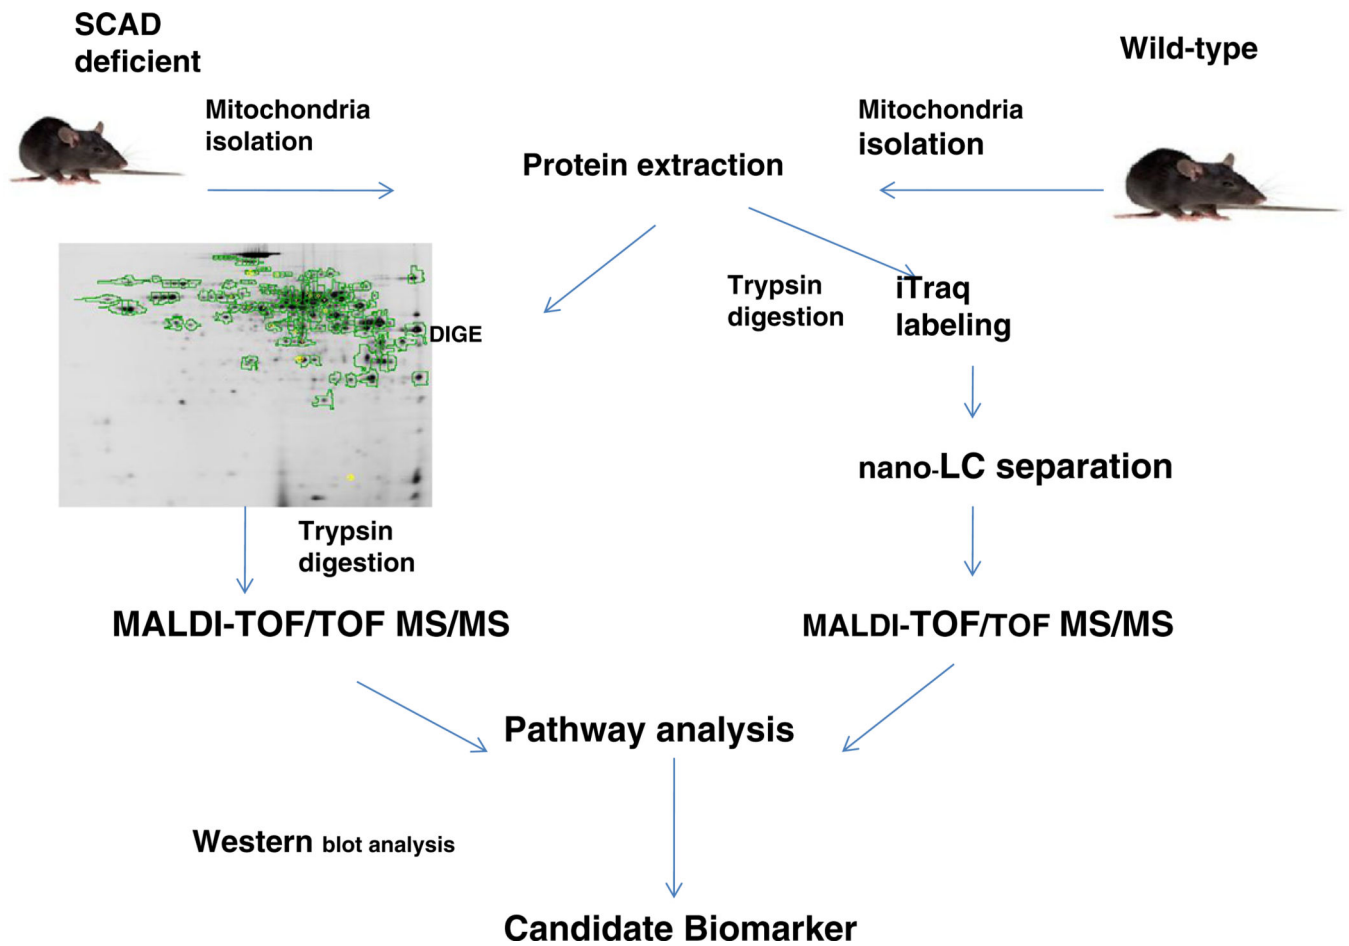 SCAD
deficient
Wild-type
Mitochondria
isolation
Mitochondria
isolation
Protein extraction
Trypsin
digestion
iTraq
labeling
DIGE
nano-LC separation
Trypsin
digestion
MALDI-TOF/TOF MS/MS
MALDI-TOF/TOF MS/MS
Pathway analysis
Western blot analysis
Candidate Biomarker